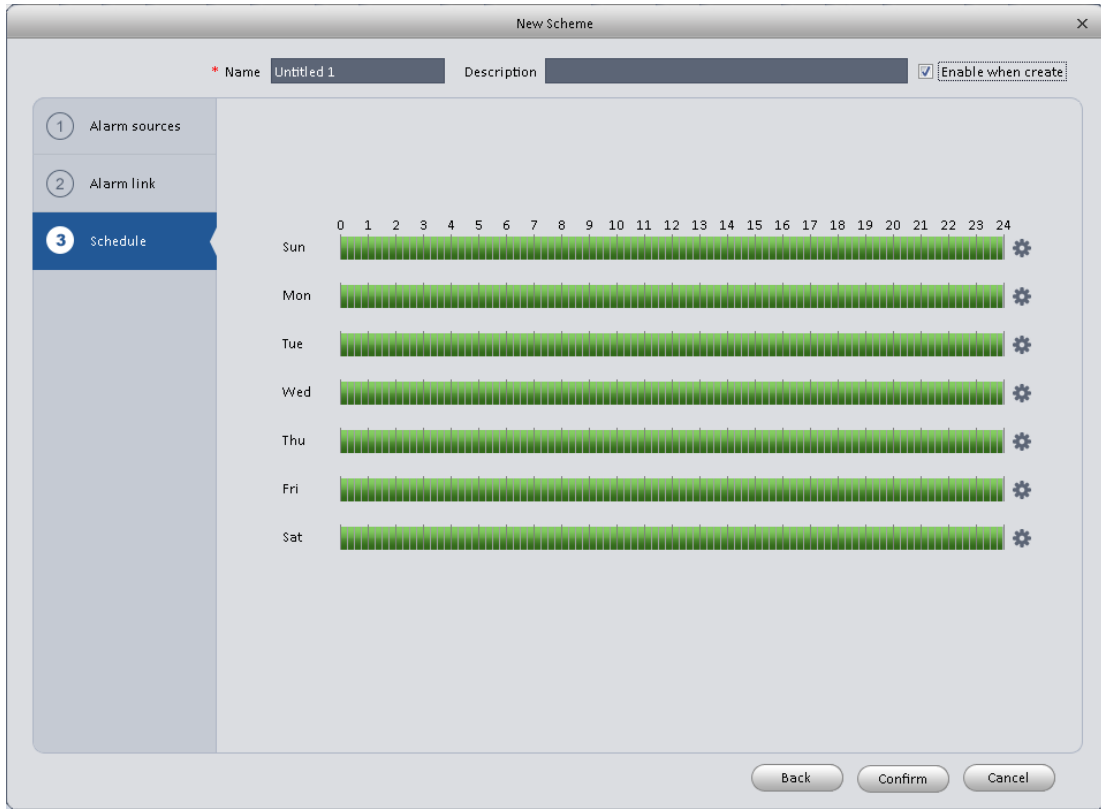 New Scheme
* Name Untitled 1 Description Enable when create
1 Alarm sources
2 Alarm link
3 Schedule
0 1 2 3 4 5 6 7 8 9 10 11 12 13 14 15 16 17 18 19 20 21 22 23 24
Sun
Mon
Tue
Wed
Thu
Fri
Sat
Back Confirm Cancel